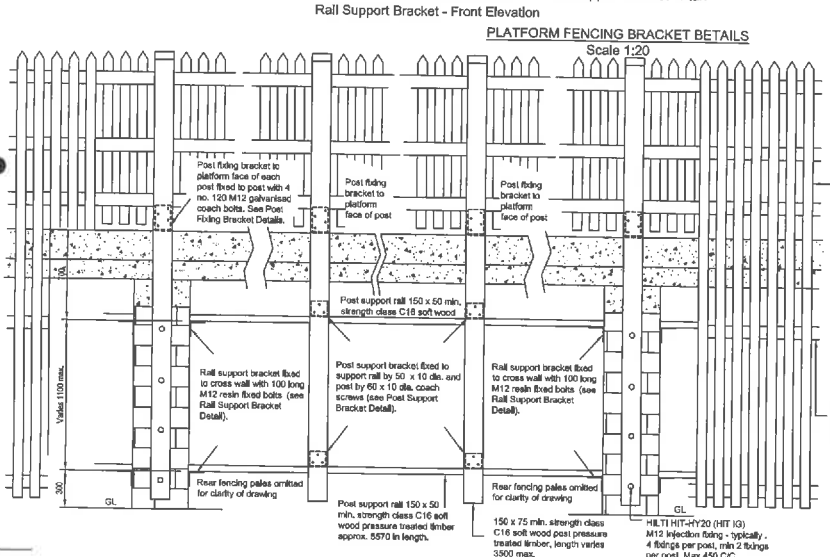 Rail Support Bracket - Front Elevation
PLATFORM FENCING BRACKET BETAILS
Scale 1:20
Post fixing bracket to
platform face of each
post fixed to post with 4
no. 120 M12 galvanised
coach bolts. See Post
Fixing Bracket Details.
Post fixing
bracket to
platform
face of post
Post fixing
bracket to
platform
face of post
700
Post support rail 150 x 50 min.
strength class C16 soft wood
Varies 1100 max.
Rail support bracket fixed
to cross wall with 100 long
M12 resin fixed bolts (see
Rail Support Bracket
Detail).
Post support bracket fixed to
support rail by 50 x 10 dia. and
post by 60 x 10 dia. coach
screws (see Post Support
Bracket Detail).
Rail support bracket fixed
to cross wall with 100 long
M12 resin fixed bolts (see
Rail Support Bracket
Detail).
300
GL
Rear fencing pales omitted
for clarity of drawing
Post support rail 150 x 50
min. strength class C16 soft
wood pressure treated timber
approx. 5570 in length.
Rear fencing pales omitted
for clarity of drawing
150 x 75 min. strength class
C16 soft wood post pressure
treated timber, length varies
3500 max.
GL
HILTI HIT-HY20 (HIT IG)
M12 injection fixing - typically
4 fixings per post, min 2 fixings
per post. Max 450 C/C